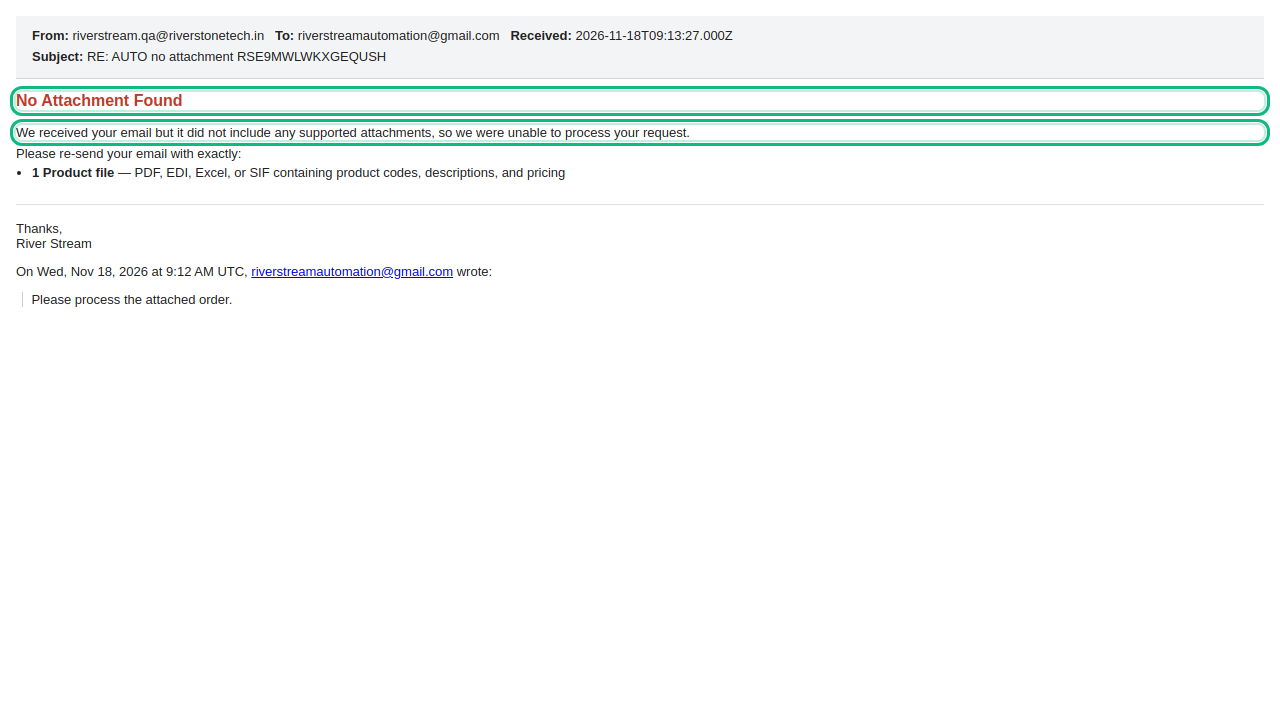 From: riverstream.qa@riverstonetech.in To: riverstreamautomation@gmail.com Received: 2026-11-18T09:13:27.000Z
Subject: RE: AUTO no attachment RSE9MWLWKXGEQUSH
No Attachment Found
We received your email but it did not include any supported attachments, so we were unable to process your request.
Please re-send your email with exactly:
• 1 Product file — PDF, EDI, Excel, or SIF containing product codes, descriptions, and pricing
Thanks,
River Stream
On Wed, Nov 18, 2026 at 9:12 AM UTC, riverstreamautomation@gmail.com wrote:
Please process the attached order.